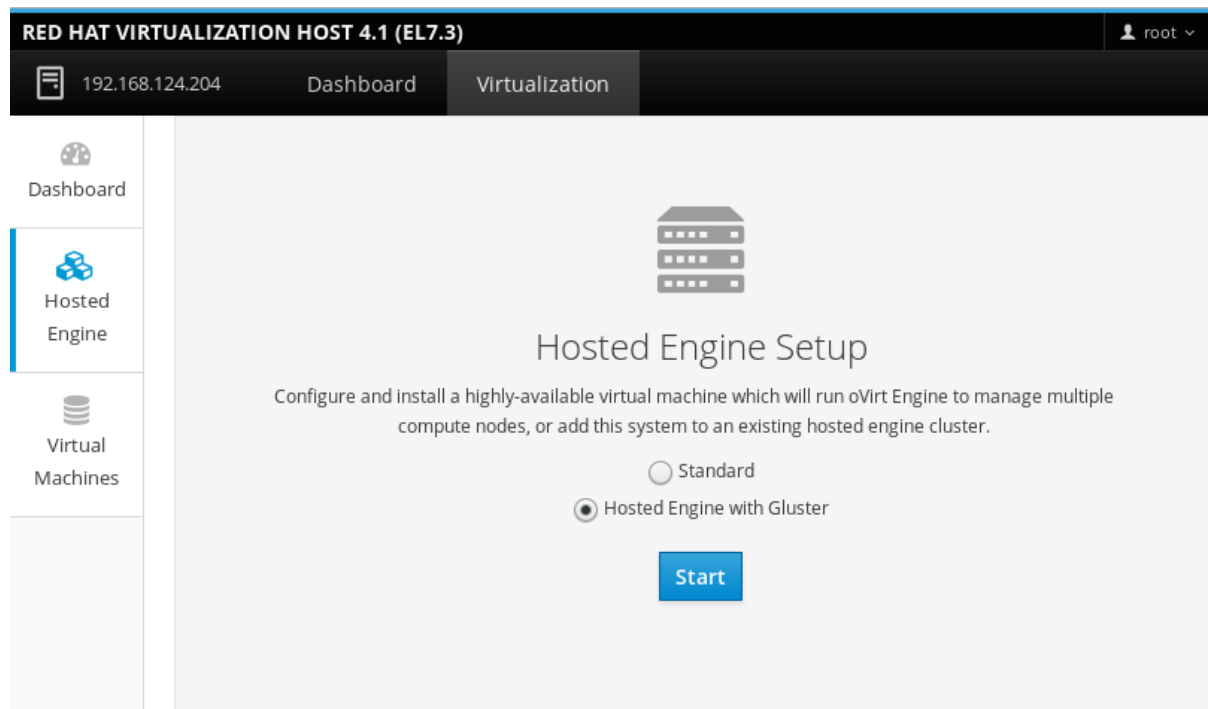 RED HAT VIRTUALIZATION HOST 4.1 (EL7.3)
root
192.168.124.204
Dashboard
Virtualization
Dashboard
Hosted
Engine
Virtual
Machines
Hosted Engine Setup
Configure and install a highly-available virtual machine which will run oVirt Engine to manage multiple
compute nodes, or add this system to an existing hosted engine cluster.
Standard
Hosted Engine with Gluster
Start